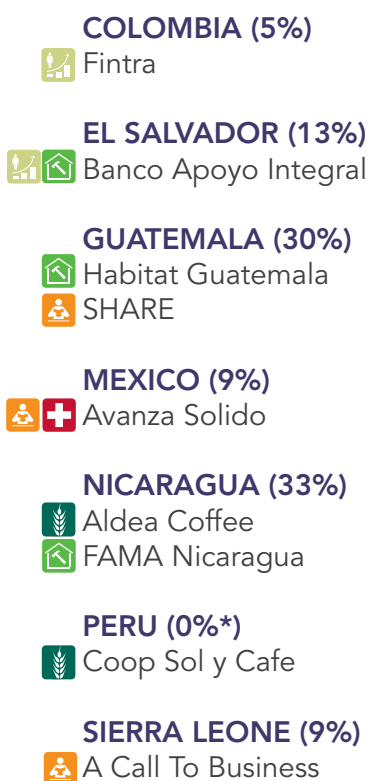 COLOMBIA (5%)
Fintra
EL SALVADOR (13%)
Banco Apoyo Integral
GUATEMALA (30%)
Habitat Guatemala
SHARE
MEXICO (9%)
Avanza Solido
NICARAGUA (33%)
Aldea Coffee
FAMA Nicaragua
PERU (0%*)
Coop Sol y Cafe
SIERRA LEONE (9%)
A Call To Business